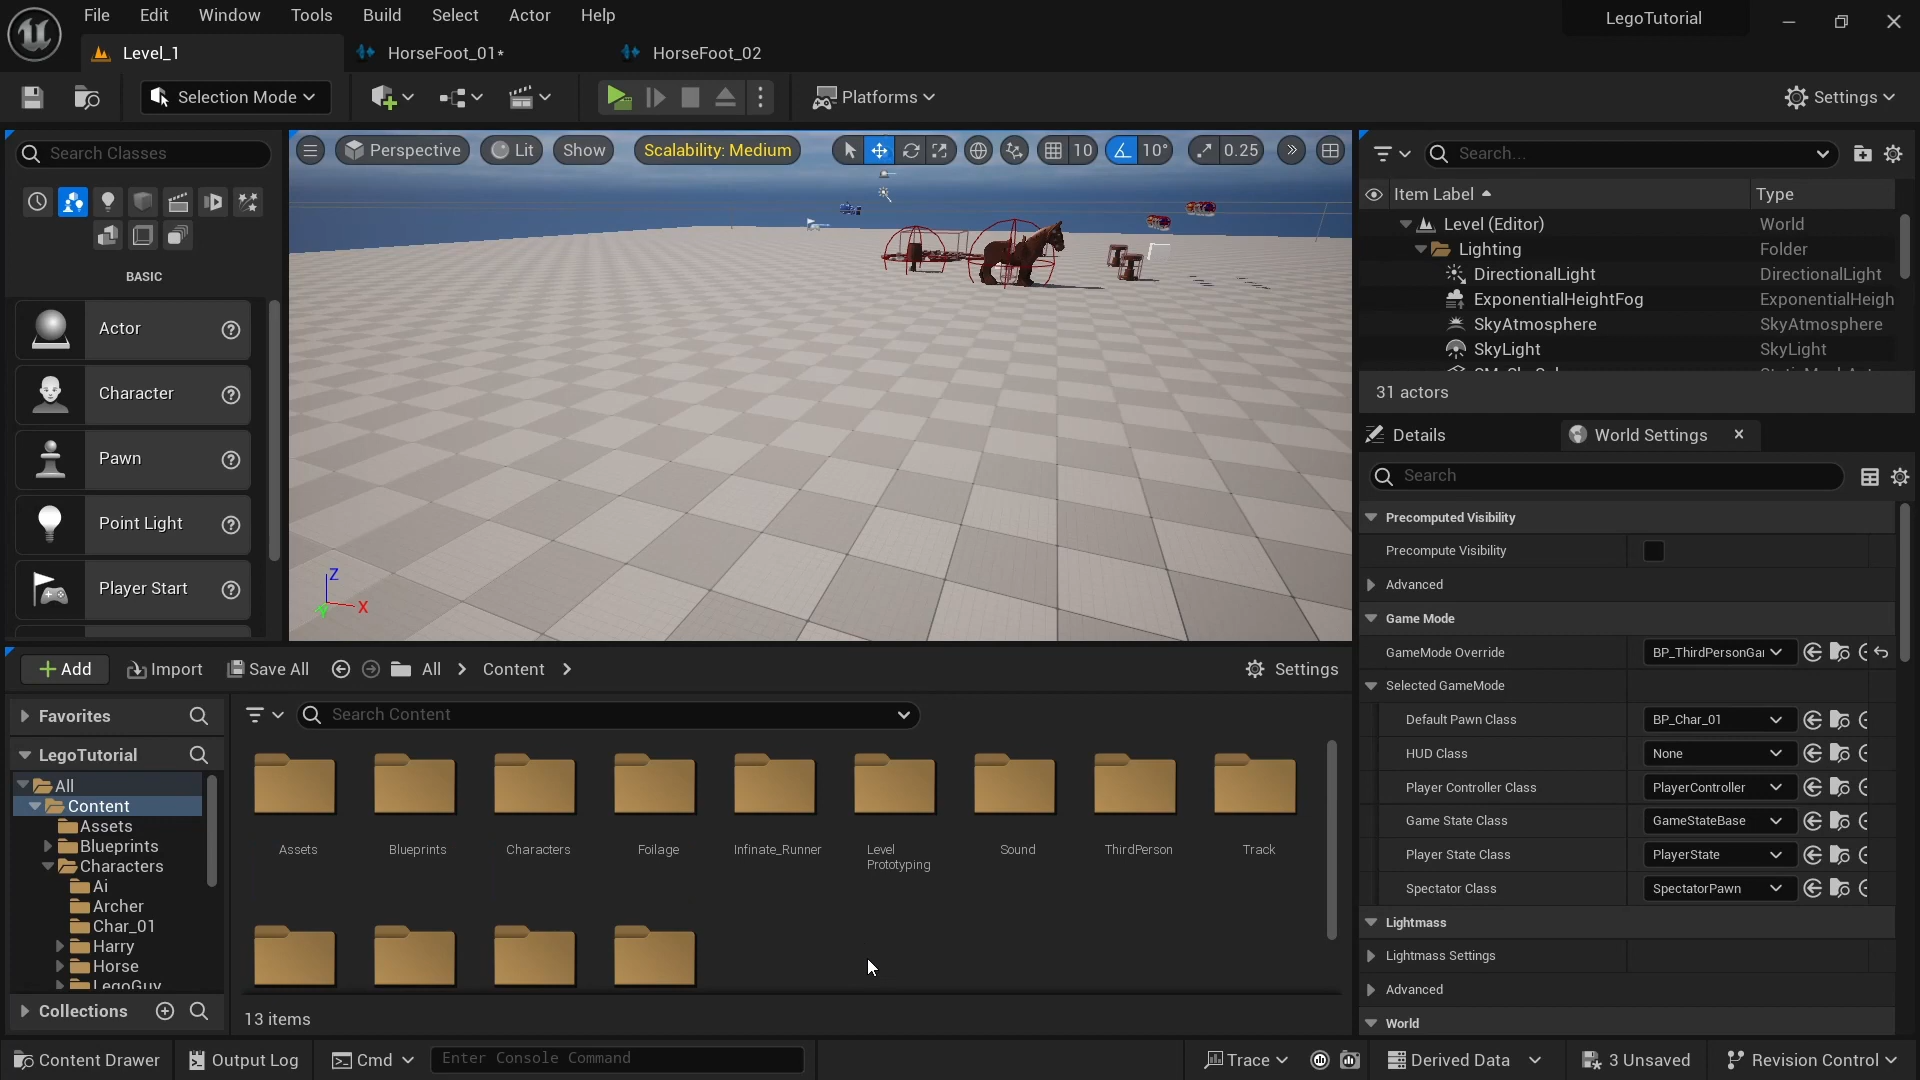 File Edit Window Tools Build Select Actor Help
LegoTutorial
Level_1
HorseFoot_01*
HorseFoot_02
Selection Mode
Platforms
Settings
Search Classes
BASIC
Actor
Character
Pawn
Point Light
Player Start
Perspective
Lit
Show
Scalability: Medium
10
10°
0.25
Z
X
Search...
Item Label
Type
Level (Editor)
World
Lighting
Folder
DirectionalLight
DirectionalLight
ExponentialHeightFog
ExponentialHeigh
SkyAtmosphere
SkyAtmosphere
SkyLight
SkyLight
31 actors
Details
World Settings
Search
Precomputed Visibility
Precompute Visibility
Advanced
Game Mode
GameMode Override
BP_ThirdPersonGa
Selected GameMode
Default Pawn Class
BP_Char_01
HUD Class
None
Player Controller Class
PlayerController
Game State Class
GameStateBase
Player State Class
PlayerState
Spectator Class
SpectatorPawn
Lightmass
Lightmass Settings
Advanced
World
Add
Import
Save All
All
Content
Settings
Favorites
Search Content
LegoTutorial
All
Content
Assets
Blueprints
Characters
Ai
Archer
Char_01
Harry
Horse
LegoGuy
Collections
Assets
Blueprints
Characters
Foilage
Infinate_Runner
Level
Prototyping
Sound
ThirdPerson
Track
13 items
Content Drawer
Output Log
Cmd
Enter Console Command
Trace
Derived Data
3 Unsaved
Revision Control